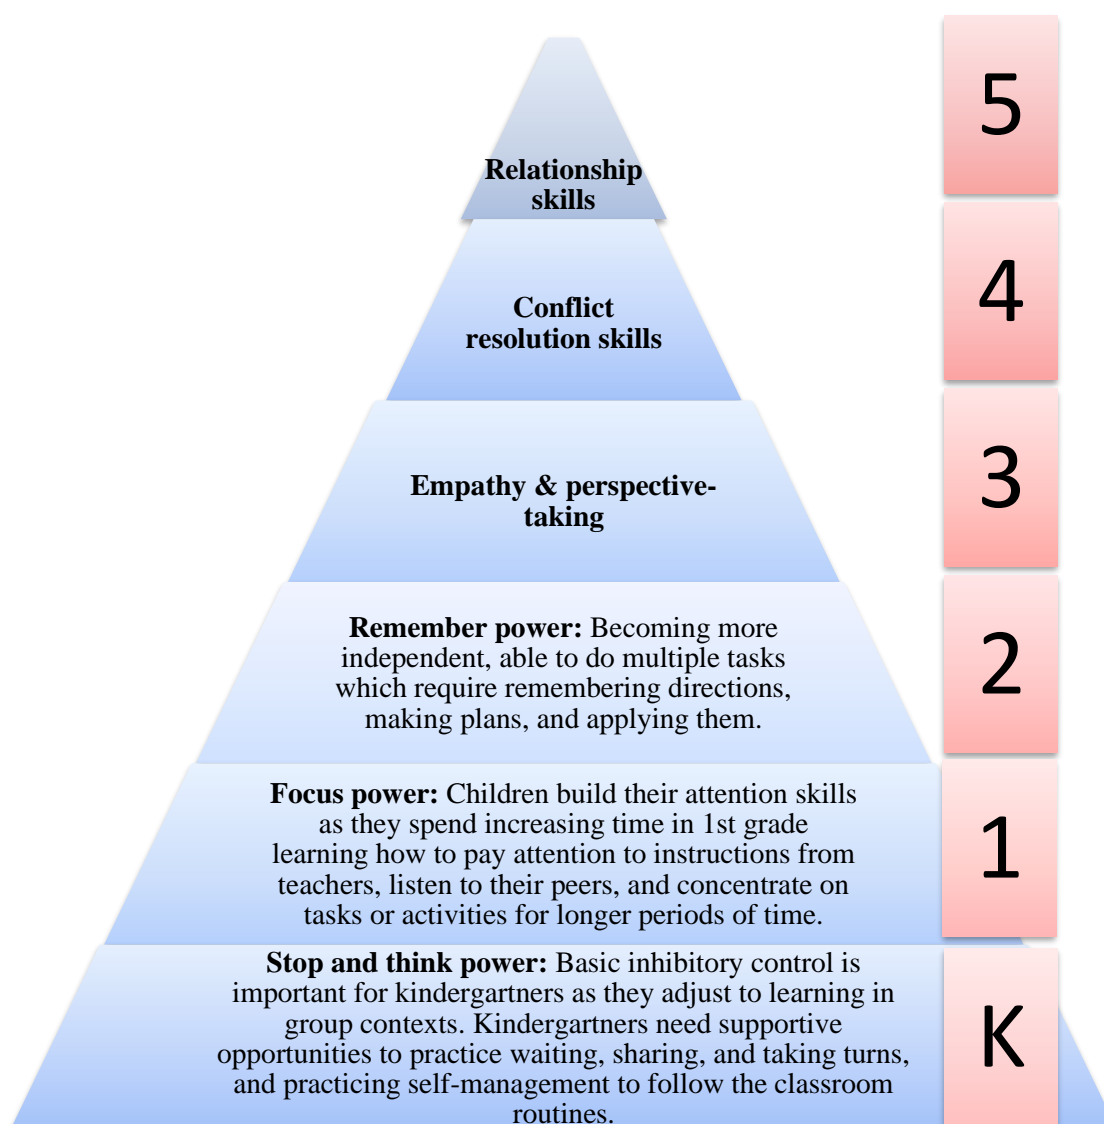 5
Relationship
skills
4
Conflict
resolution skills
3
Empathy & perspective-
taking
2
Remember power: Becoming more
independent, able to do multiple tasks
which require remembering directions,
making plans, and applying them.
1
Focus power: Children build their attention skills
as they spend increasing time in 1st grade
learning how to pay attention to instructions from
teachers, listen to their peers, and concentrate on
tasks or activities for longer periods of time.
K
Stop and think power: Basic inhibitory control is
important for kindergartners as they adjust to learning in
group contexts. Kindergartners need supportive
opportunities to practice waiting, sharing, and taking turns,
and practicing self-management to follow the classroom
routines.